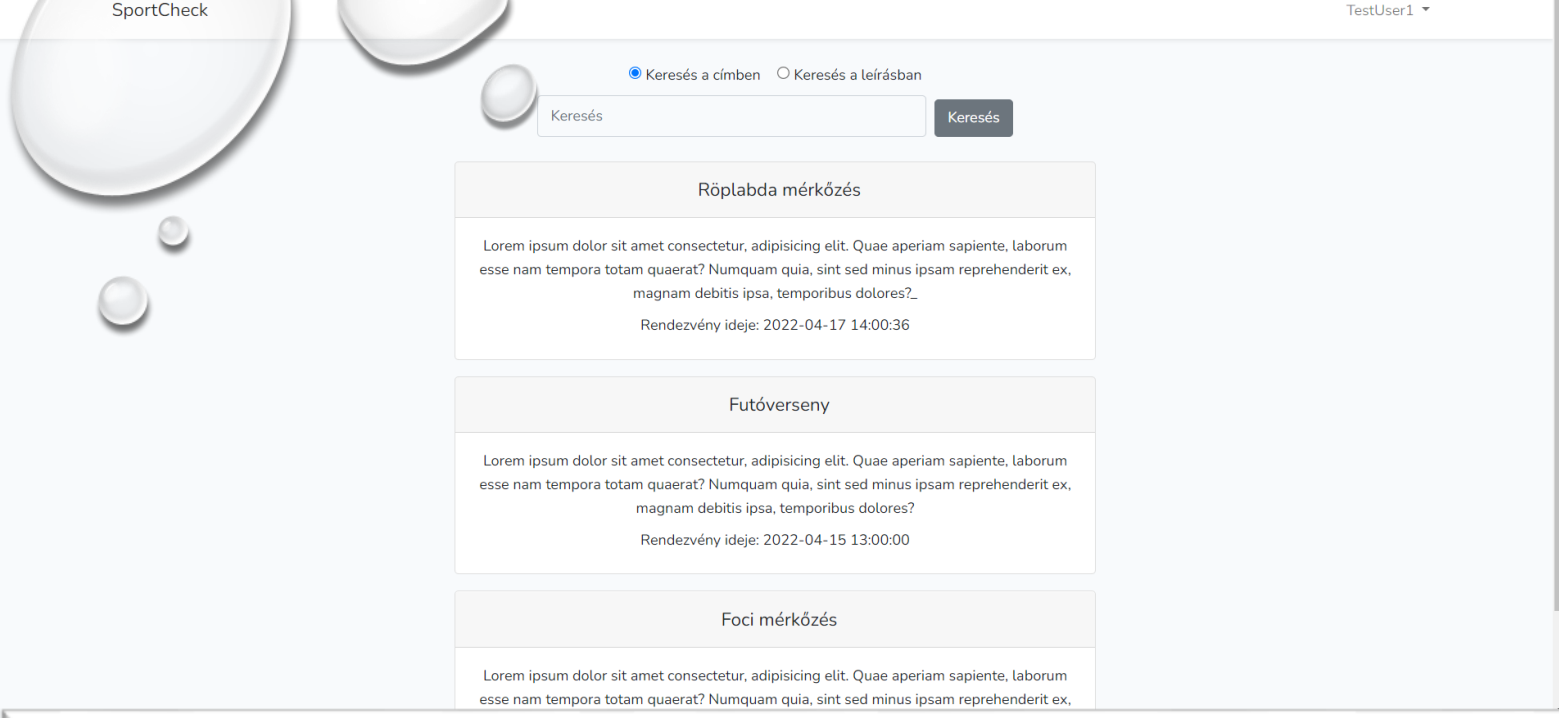 SportCheck
TestUser1
Keresés a címben Keresés a leírásban
Keresés Keresés
Röplabda mérkőzés
Lorem ipsum dolor sit amet consectetur, adipisicing elit. Quae aperiam sapiente, laborum
esse nam tempora totam quaerat? Numquam quia, sint sed minus ipsam reprehenderit ex,
magnam debitis ipsa, temporibus dolores?_
Rendezvény ideje: 2022-04-17 14:00:36
Futóverseny
Lorem ipsum dolor sit amet consectetur, adipisicing elit. Quae aperiam sapiente, laborum
esse nam tempora totam quaerat? Numquam quia, sint sed minus ipsam reprehenderit ex,
magnam debitis ipsa, temporibus dolores?
Rendezvény ideje: 2022-04-15 13:00:00
Foci mérkőzés
Lorem ipsum dolor sit amet consectetur, adipisicing elit. Quae aperiam sapiente, laborum
esse nam tempora totam quaerat? Numquam quia, sint sed minus ipsam reprehenderit ex,